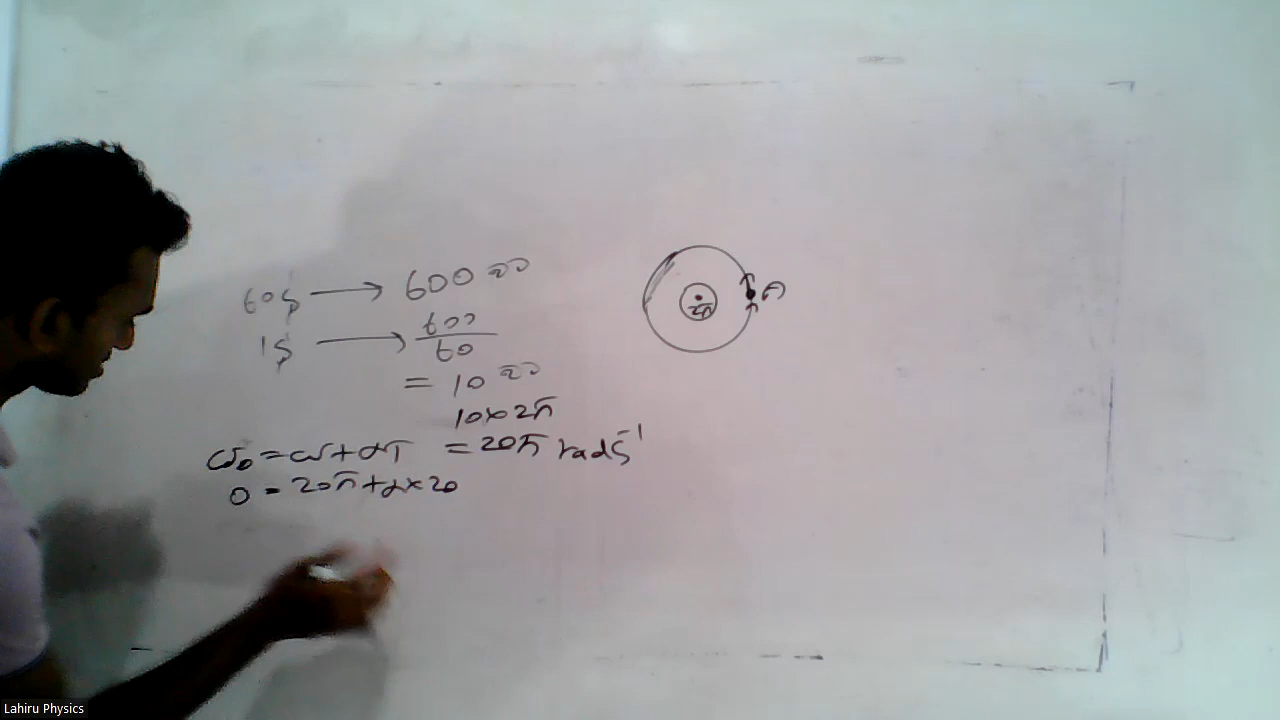 60s → 600 වට
1s → 600/60
= 10 වට
10×2π
= 20π rads⁻¹
ω₀ = ω + αT
0 = 20π + α×20
2π
A
Lahiru Physics